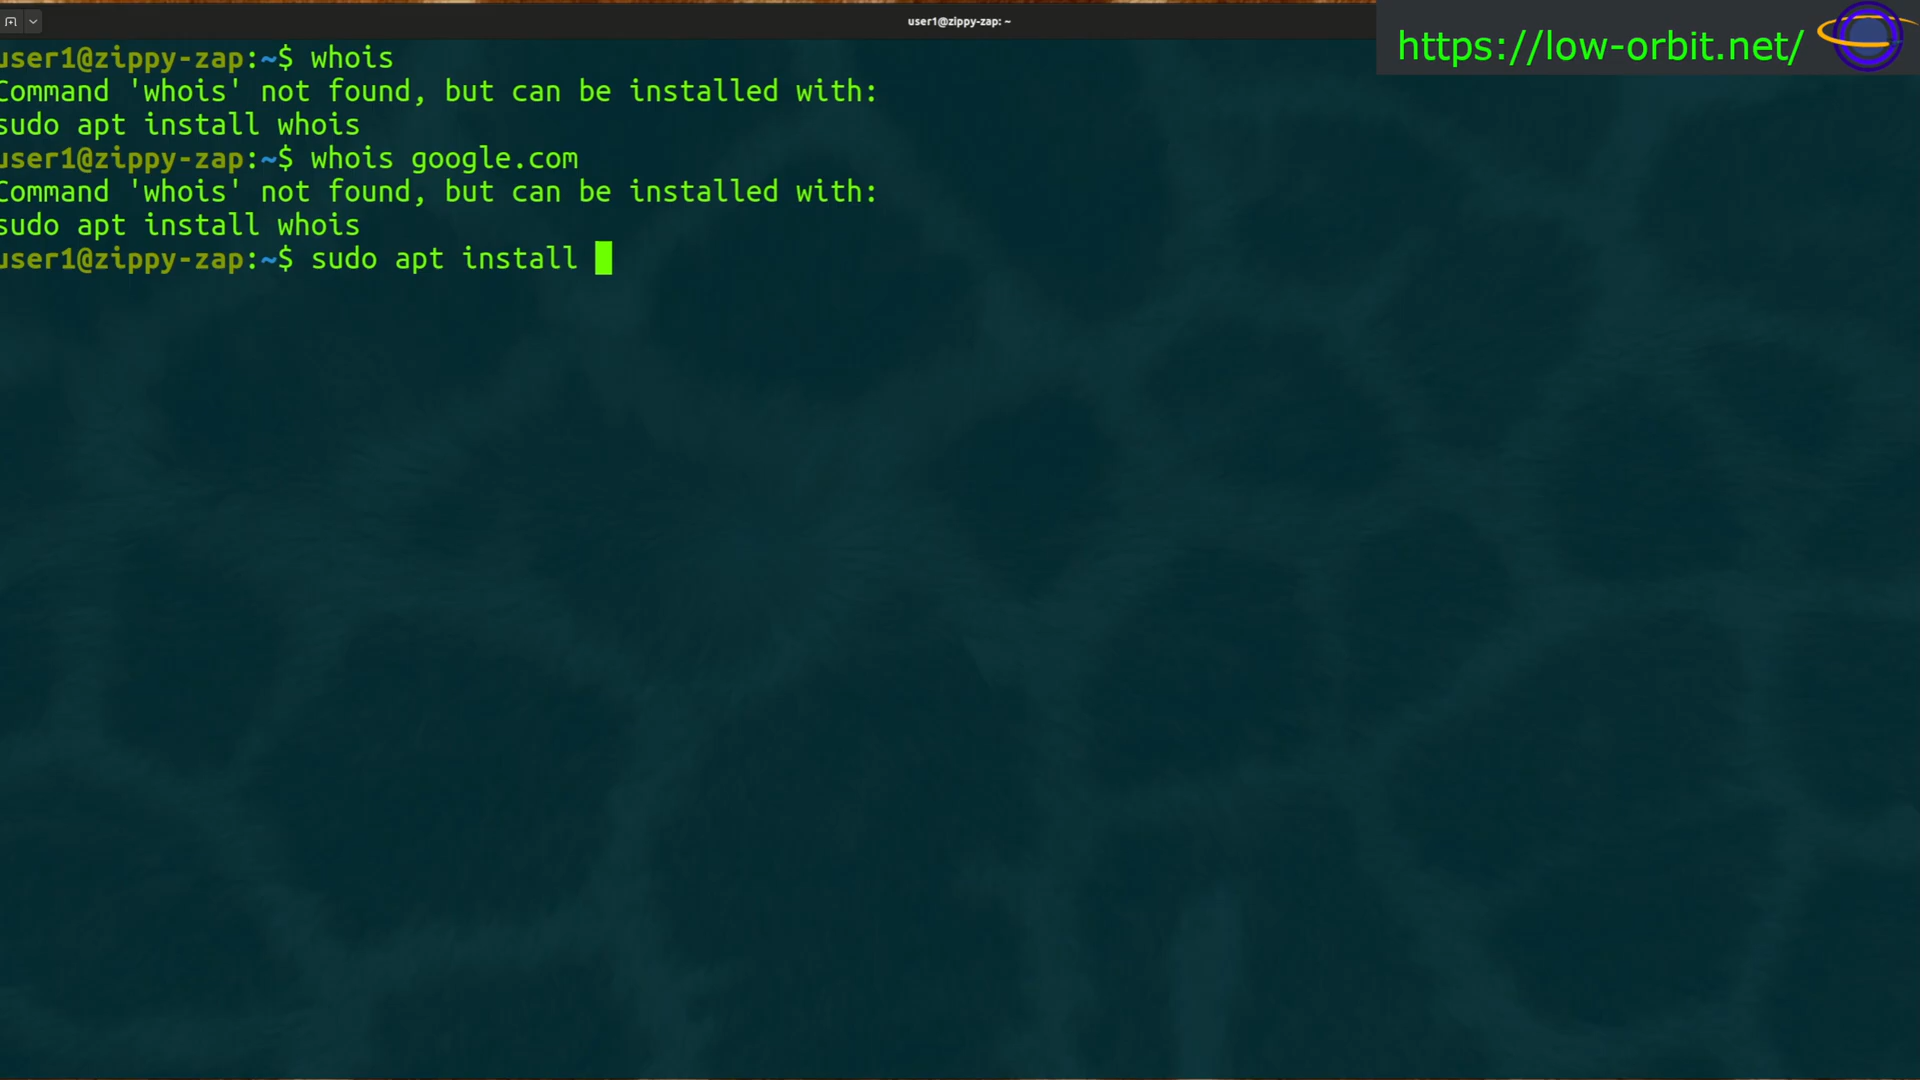 user1@zippy-zap: ~
https://low-orbit.net/
user1@zippy-zap:~$ whois
Command 'whois' not found, but can be installed with:
sudo apt install whois
user1@zippy-zap:~$ whois google.com
Command 'whois' not found, but can be installed with:
sudo apt install whois
user1@zippy-zap:~$ sudo apt install